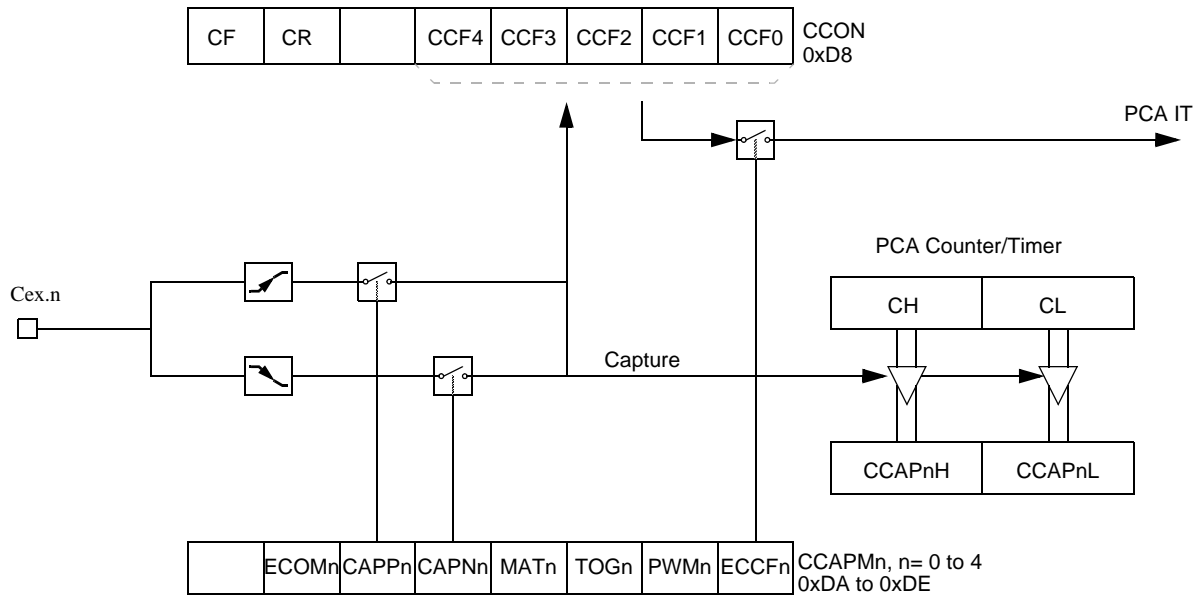 CF CR CCF4 CCF3 CCF2 CCF1 CCF0 CCON
0xD8
PCA IT
PCA Counter/Timer
Cex.n
CH CL
Capture
CCAPnH CCAPnL
ECOMn CAPPn CAPNn MATn TOGn PWMn ECCFn CCAPMn, n= 0 to 4
0xDA to 0xDE